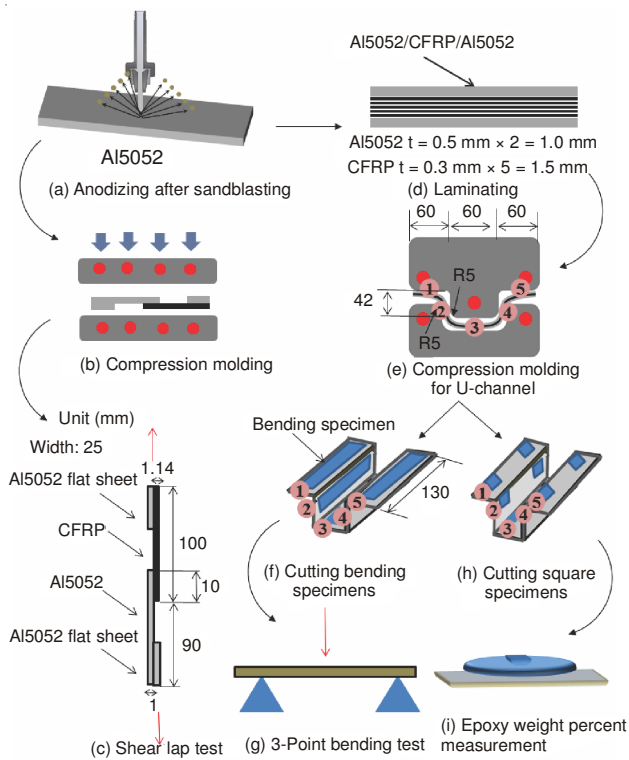 Al5052
(a) Anodizing after sandblasting
Al5052/CFRP/Al5052
Al5052 t = 0.5 mm × 2 = 1.0 mm
CFRP t = 0.3 mm × 5 = 1.5 mm
(d) Laminating
(b) Compression molding
60
60
60
42
R5
R5
1
2
3
4
5
(e) Compression molding
for U-channel
Unit (mm)
Width: 25
1.14
Al5052 flat sheet
CFRP
100
Al5052
10
Al5052 flat sheet
90
1
(c) Shear lap test
Bending specimen
130
1
2
3
4
5
(f) Cutting bending
specimens
1
2
3
4
5
(h) Cutting square
specimens
(g) 3-Point bending test
(i) Epoxy weight percent
measurement